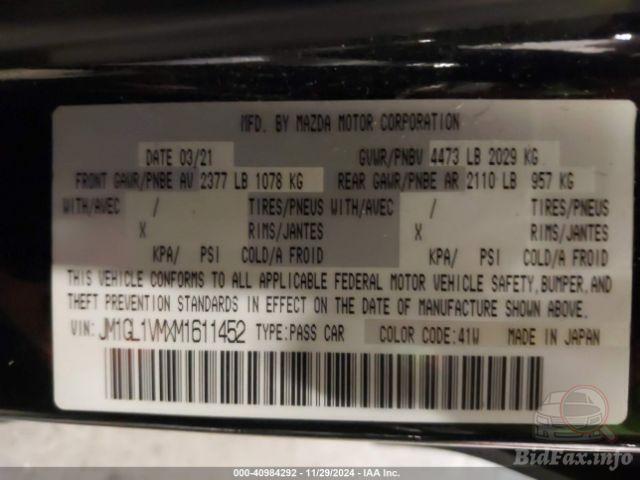 MFD. BY MAZDA MOTOR CORPORATION
DATE 03/21 GVWR/PNBV 4473 LB 2029 KG
FRONT GAWR/PNBE AV 2377 LB 1078 KG REAR GAWR/PNBE AR 2110 LB 957 KG
WITH/AVEC / TIRES/PNEUS WITH/AVEC / TIRES/PNEUS
X RIMS/JANTES X RIMS/JANTES
KPA/ PSI COLD/A FROID KPA/ PSI COLD/A FROID
THIS VEHICLE CONFORMS TO ALL APPLICABLE FEDERAL MOTOR VEHICLE SAFETY, BUMPER, AND
THEFT PREVENTION STANDARDS IN EFFECT ON THE DATE OF MANUFACTURE SHOWN ABOVE.
VIN: JM1GL1VMXM1611452 TYPE: PASS CAR COLOR CODE: 41W MADE IN JAPAN
000-40984292 - 11/29/2024 - IAA Inc.
BidFax.info